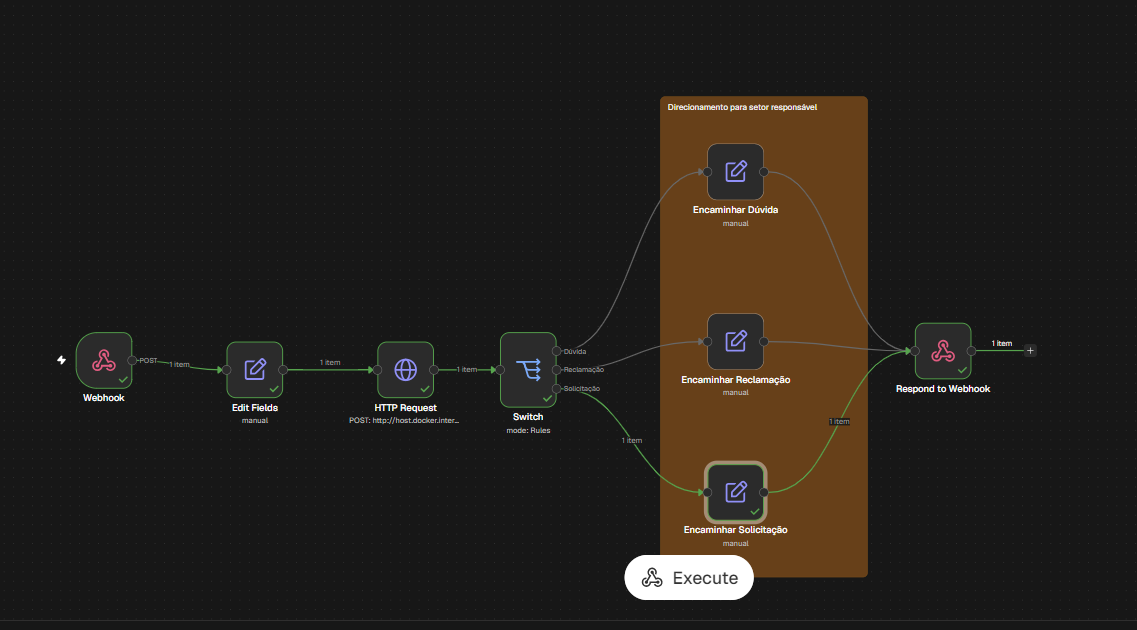 Direcionamento para setor responsável
Encaminhar Dúvida
manual
POST
1 item
Webhook
Edit Fields
manual
1 item
HTTP Request
POST: http://host.docker.inter...
1 item
Switch
mode: Rules
Dúvida
Reclamação
Solicitação
Encaminhar Reclamação
manual
1 item
1 item
Encaminhar Solicitação
manual
Respond to Webhook
1 item
Execute